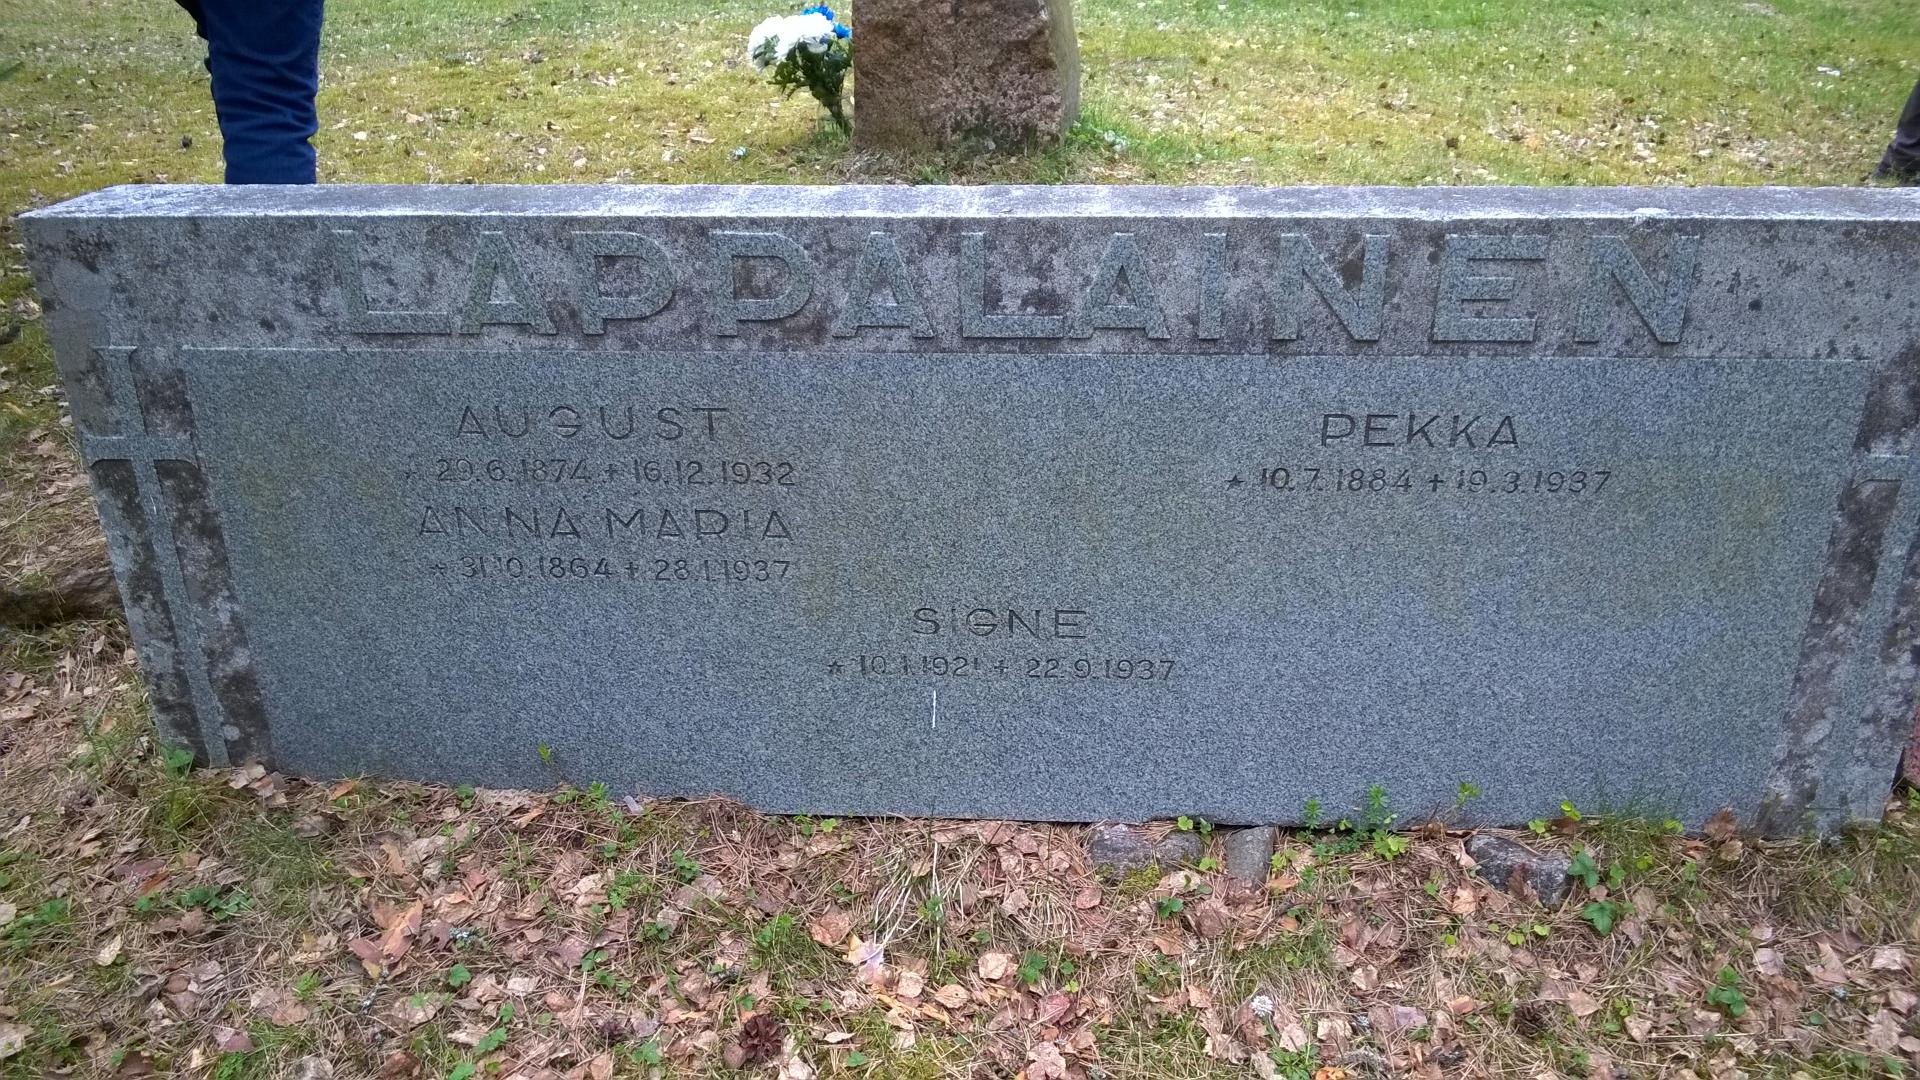 LAPPALAINEN
AUGUST
* 29.6.1874 + 16.12.1932
ANNA MARIA
* 31.10.1864 + 28.1.1937
PEKKA
* 10.7.1884 + 19.3.1937
SIGNE
* 10.1.1921 + 22.9.1937